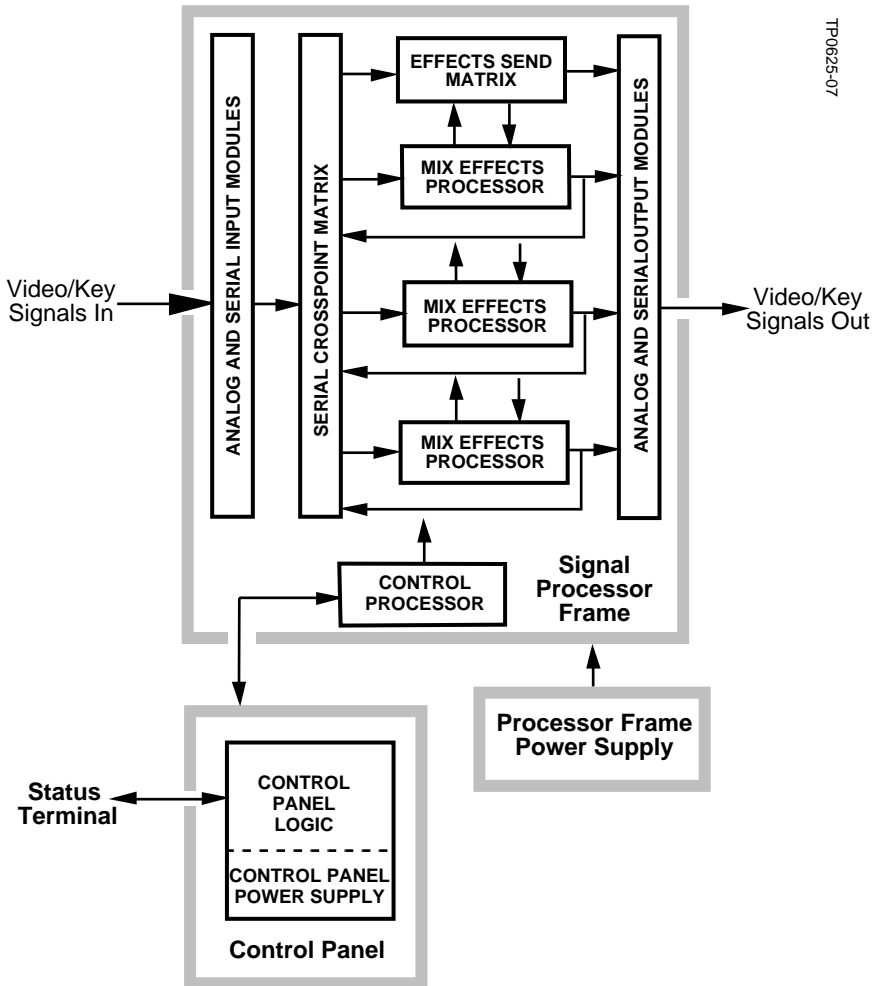 TP0625-07
EFFECTS SEND
MATRIX
MIX EFFECTS
PROCESSOR
MIX EFFECTS
PROCESSOR
MIX EFFECTS
PROCESSOR
ANALOG AND SERIAL INPUT MODULES
SERIAL CROSSPOINT MATRIX
ANALOG AND SERIALOUTPUT MODULES
Video/Key
Signals In
Video/Key
Signals Out
CONTROL
PROCESSOR
Signal
Processor
Frame
Processor Frame
Power Supply
Status
Terminal
CONTROL
PANEL
LOGIC
CONTROL PANEL
POWER SUPPLY
Control Panel